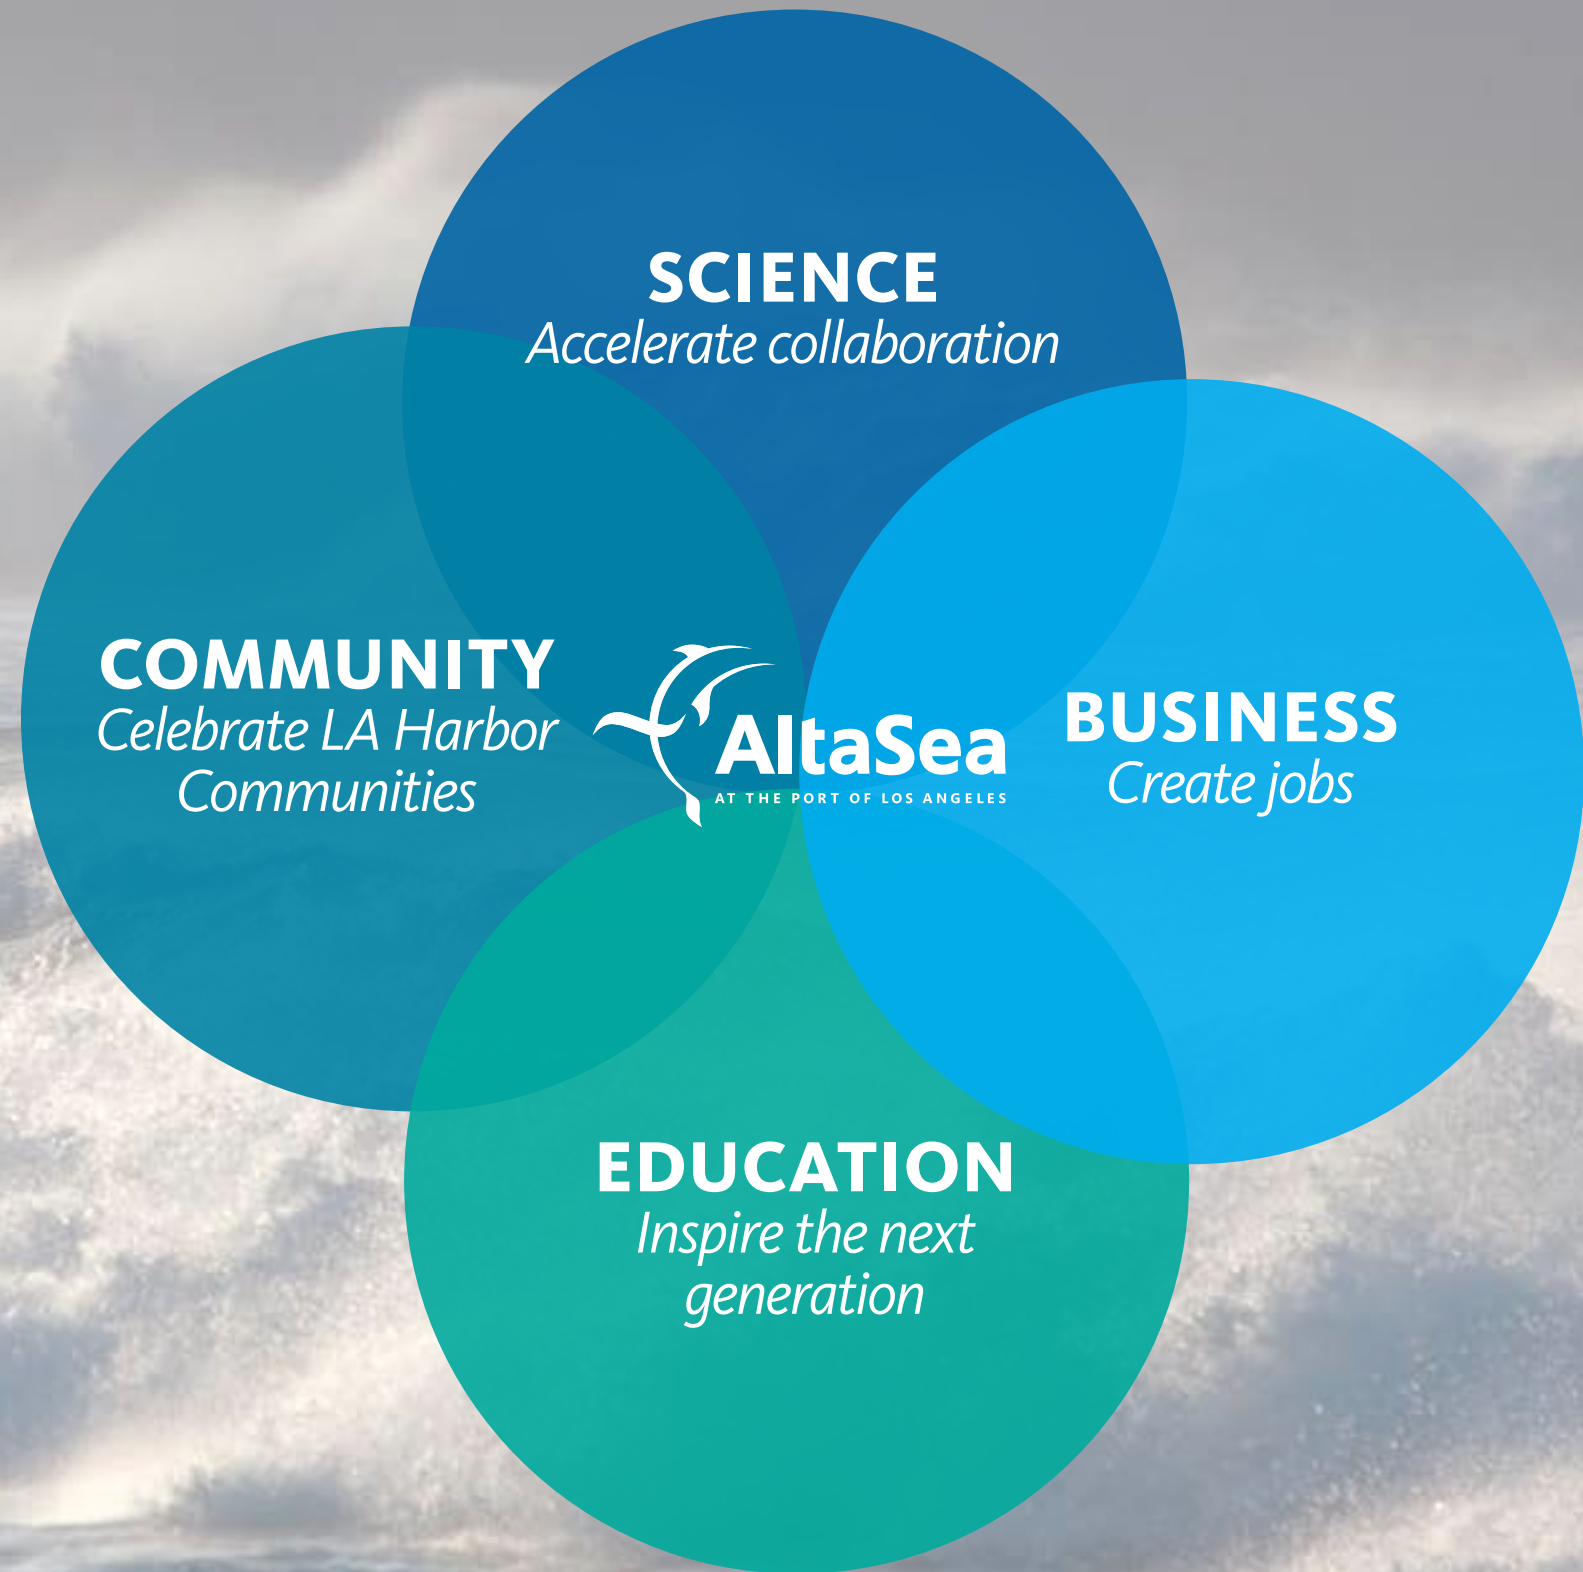 SCIENCE
Accelerate collaboration
COMMUNITY
Celebrate LA Harbor
Communities
AltaSea
AT THE PORT OF LOS ANGELES
BUSINESS
Create jobs
EDUCATION
Inspire the next
generation